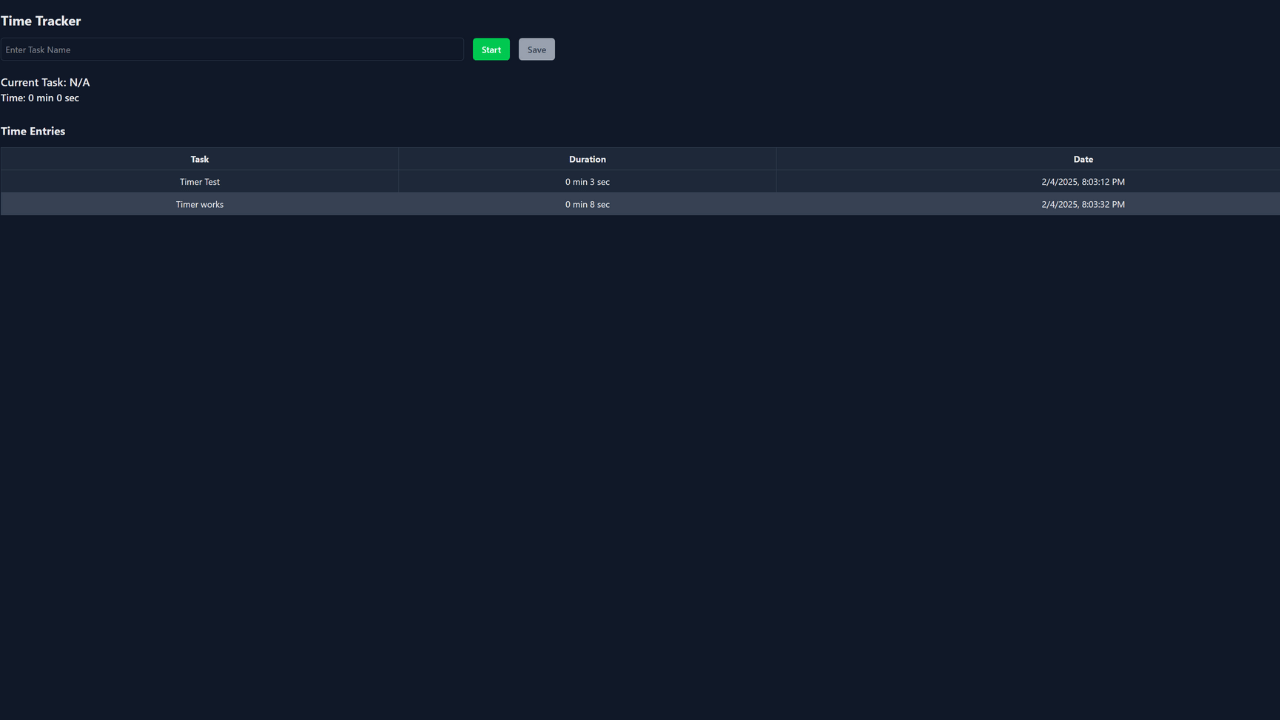 Time Tracker
Enter Task Name Start Save
Current Task: N/A
Time: 0 min 0 sec
Time Entries
Task Duration Date
Timer Test 0 min 3 sec 2/4/2025, 8:03:12 PM
Timer works 0 min 8 sec 2/4/2025, 8:03:32 PM